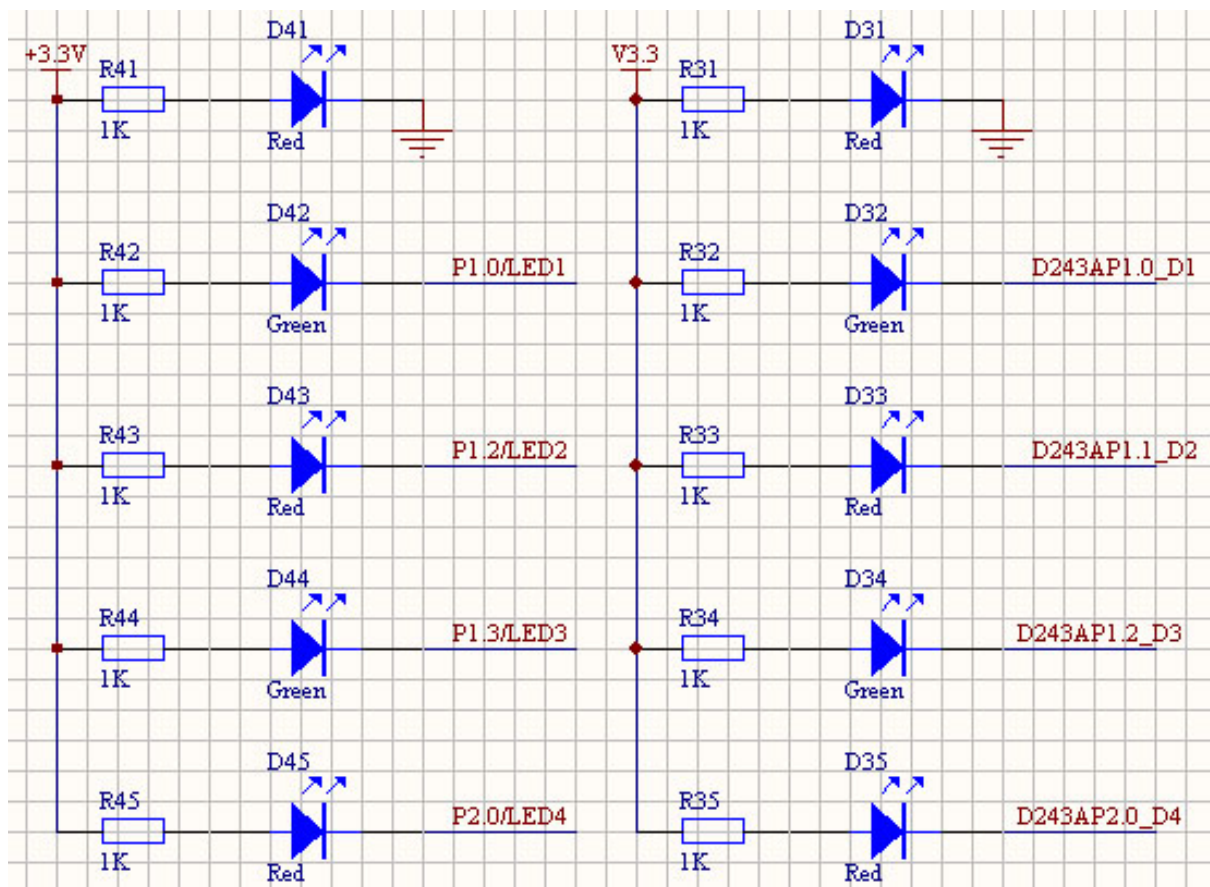 D41
D31
+3.3V
V3.3
R41
R31
1K
Red
1K
Red
D42
D32
R42
P1.0/LED1
R32
D243AP1.0_D1
1K
Green
1K
Green
D43
D33
R43
P1.2/LED2
R33
D243AP1.1_D2
1K
Red
1K
Red
D44
D34
R44
P1.3/LED3
R34
D243AP1.2_D3
1K
Green
1K
Green
D45
D35
R45
P2.0/LED4
R35
D243AP2.0_D4
1K
Red
1K
Red